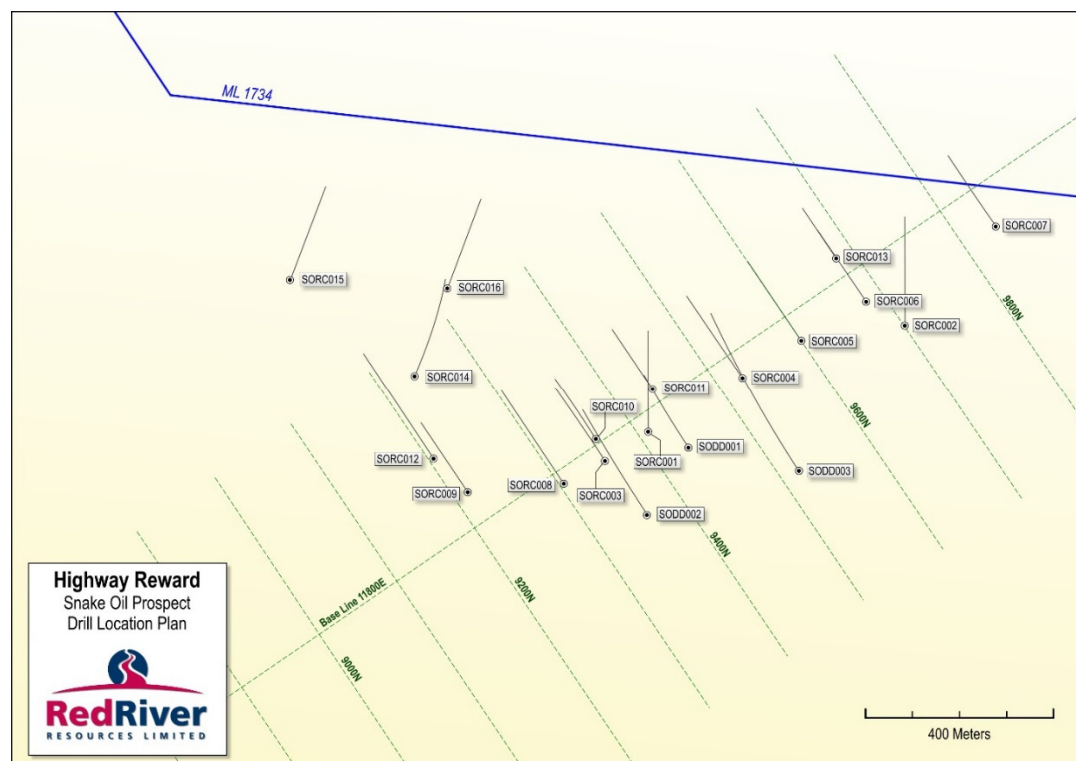 ML 1734
SORC007
SORC013
SORC015
SORC016
SORC006
9800N
SORC002
SORC005
SORC014
SORC004
SORC011
SORC010
9600N
SORC012
SORC001
SODD001
SODD003
SORC009
SORC008
SORC003
SODD002
9400N
9200N
Base Line 11800E
9000N
Highway Reward
Snake Oil Prospect
Drill Location Plan
RedRiver
RESOURCES LIMITED
400 Meters